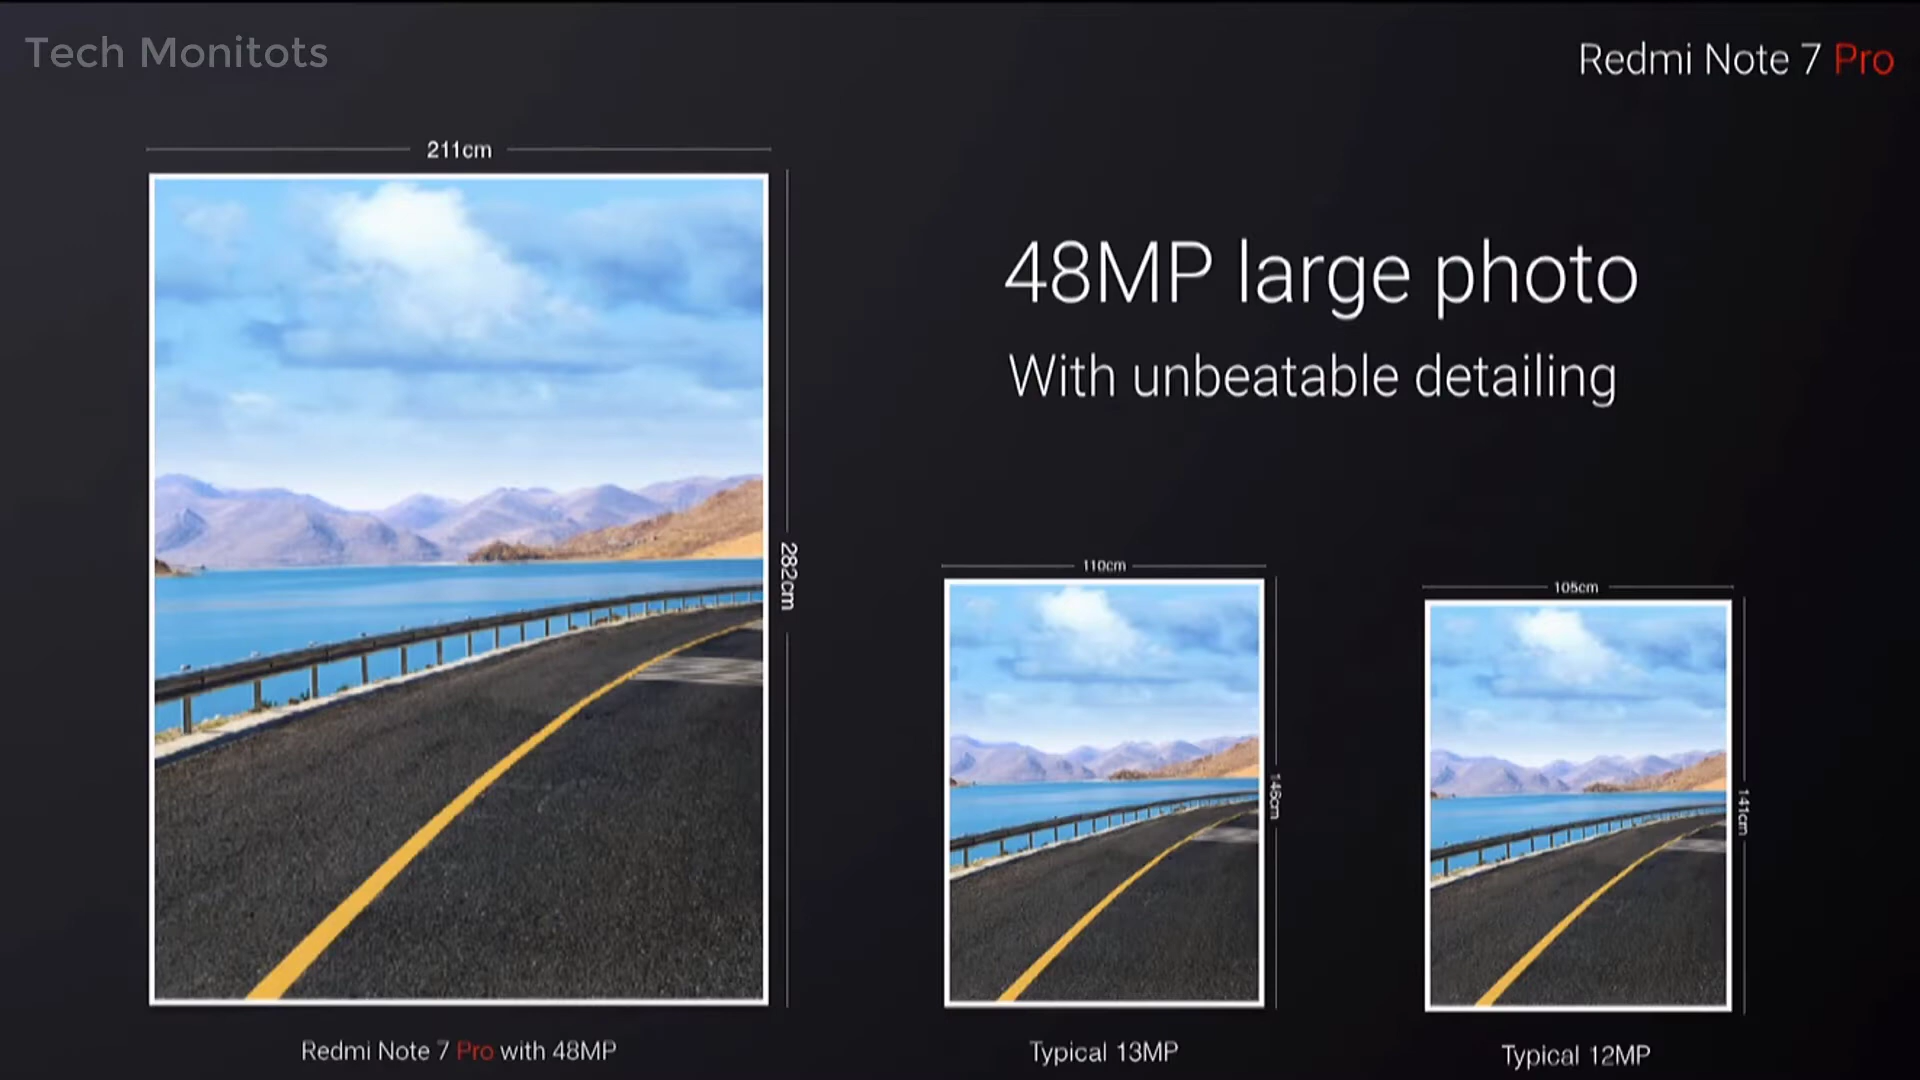 Tech Monitots
Redmi Note 7 Pro
211cm
282cm
48MP large photo
With unbeatable detailing
110cm
146cm
105cm
141cm
Redmi Note 7 Pro with 48MP
Typical 13MP
Typical 12MP